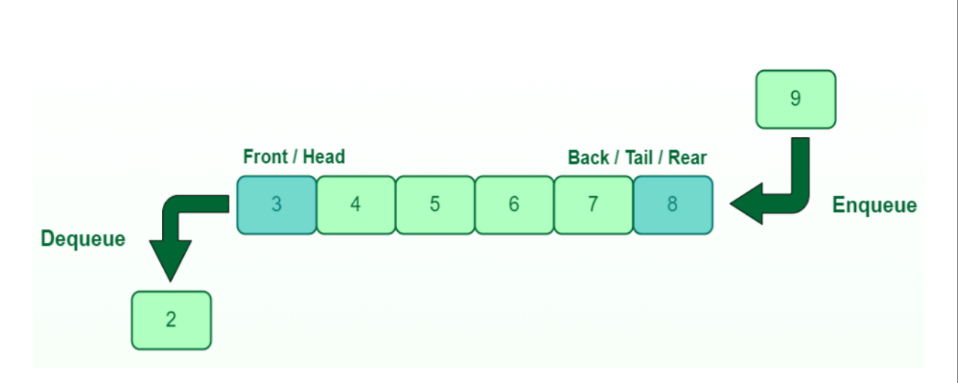 9
Front / Head
Back / Tail / Rear
3 4 5 6 7 8
Enqueue
Dequeue
2